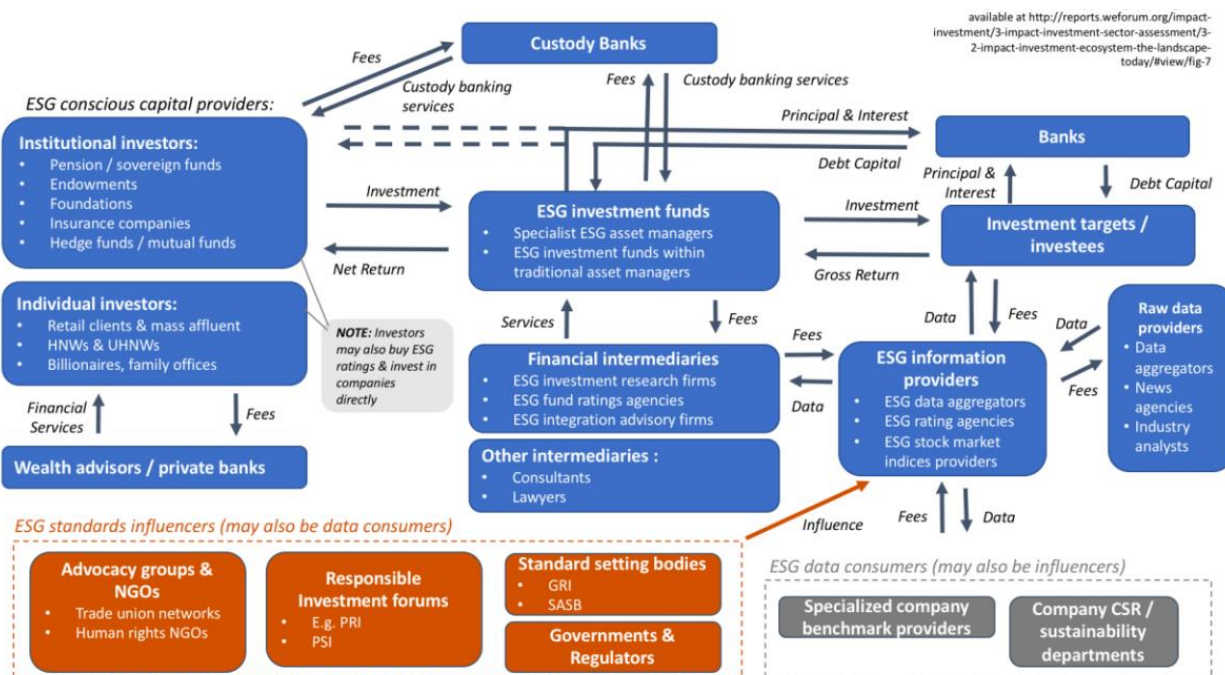 available at http://reports.weforum.org/impact-
investment/3-impact-investment-sector-assessment/3-
2-impact-investment-ecosystem-the-landscape-
today/#view/fig-7
Custody Banks
Fees
Custody banking
services
Fees
Custody banking services
ESG conscious capital providers:
Institutional investors:
• Pension / sovereign funds
• Endowments
• Foundations
• Insurance companies
• Hedge funds / mutual funds
Principal & Interest
Debt Capital
Banks
Principal &
Interest
Debt Capital
Investment
Net Return
ESG investment funds
• Specialist ESG asset managers
• ESG investment funds within
traditional asset managers
Investment
Gross Return
Investment targets /
investees
Individual investors:
• Retail clients & mass affluent
• HNWs & UHNWs
• Billionaires, family offices
NOTE: Investors
may also buy ESG
ratings & invest in
companies
directly
Services
Fees
Data
Fees
Financial intermediaries
• ESG investment research firms
• ESG fund ratings agencies
• ESG integration advisory firms
Fees
Data
ESG information
providers
• ESG data aggregators
• ESG rating agencies
• ESG stock market
indices providers
Data
Fees
Raw data
providers
• Data
aggregators
• News
agencies
• Industry
analysts
Financial
Services
Fees
Wealth advisors / private banks
Other intermediaries :
• Consultants
• Lawyers
Influence
Fees
Data
ESG standards influencers (may also be data consumers)
Advocacy groups &
NGOs
• Trade union networks
• Human rights NGOs
Responsible
Investment forums
• E.g. PRI
• PSI
Standard setting bodies
• GRI
• SASB
Governments &
Regulators
ESG data consumers (may also be influencers)
Specialized company
benchmark providers
Company CSR /
sustainability
departments